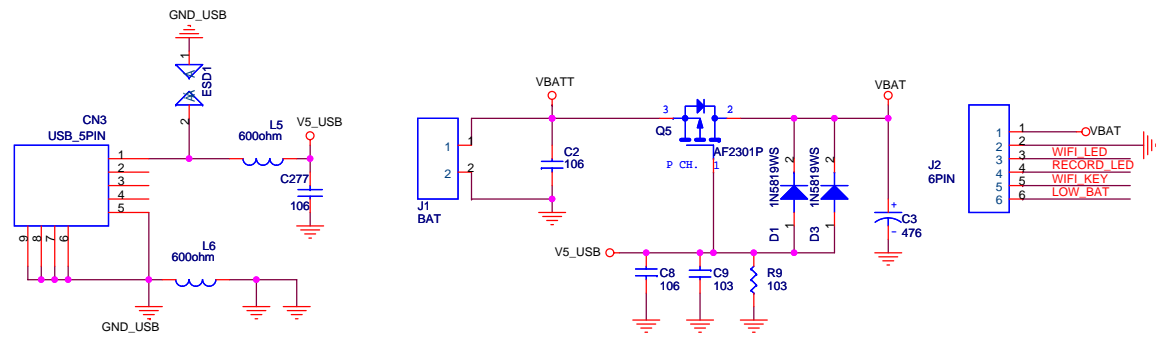 GND_USB
1
ESD1
2
CN3
USB_5PIN
1
2
3
4
5
9
8
7
6
L5
600ohm
V5_USB
C277
106
L6
600ohm
GND_USB
VBATT
1
2
1
2
J1
BAT
C2
106
3
2
Q5
AF2301P
P CH.
1
VBAT
1N5819WS
2
1
D1
1N5819WS
2
1
D3
+
C3
-
476
V5_USB
C8
106
C9
103
R9
103
J2
6PIN
1
2
3
4
5
6
1
2
3
4
5
6
VBAT
WIFI_LED
RECORD_LED
WIFI_KEY
LOW_BAT